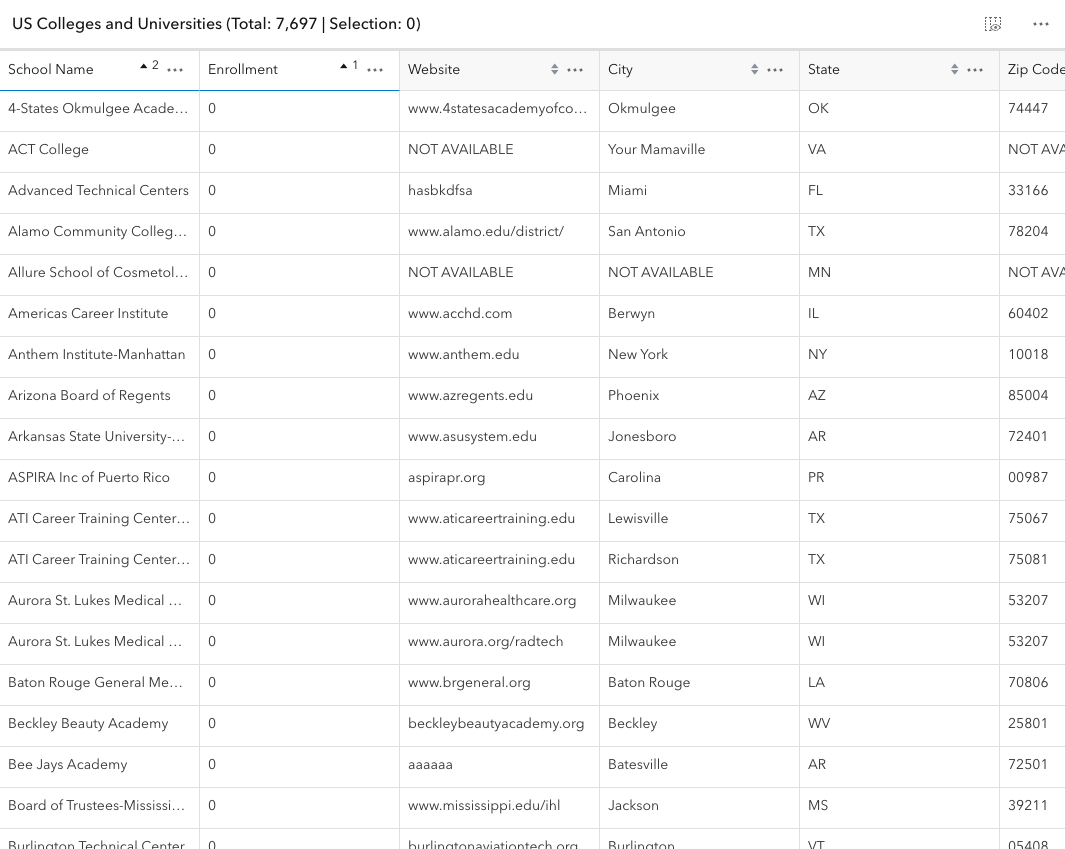 US Colleges and Universities (Total: 7,697 | Selection: 0)
School Name 2 Enrollment 1 Website City State Zip Code
4-States Okmulgee Acade... 0 www.4statesacademyofco... Okmulgee OK 74447
ACT College 0 NOT AVAILABLE Your Mamaville VA NOT AVA
Advanced Technical Centers 0 hasbkdfsa Miami FL 33166
Alamo Community Colleg... 0 www.alamo.edu/district/ San Antonio TX 78204
Allure School of Cosmetol... 0 NOT AVAILABLE NOT AVAILABLE MN NOT AVA
Americas Career Institute 0 www.acchd.com Berwyn IL 60402
Anthem Institute-Manhattan 0 www.anthem.edu New York NY 10018
Arizona Board of Regents 0 www.azregents.edu Phoenix AZ 85004
Arkansas State University-... 0 www.asusystem.edu Jonesboro AR 72401
ASPIRA Inc of Puerto Rico 0 aspirapr.org Carolina PR 00987
ATI Career Training Center... 0 www.aticareertraining.edu Lewisville TX 75067
ATI Career Training Center... 0 www.aticareertraining.edu Richardson TX 75081
Aurora St. Lukes Medical ... 0 www.aurorahealthcare.org Milwaukee WI 53207
Aurora St. Lukes Medical ... 0 www.aurora.org/radtech Milwaukee WI 53207
Baton Rouge General Me... 0 www.brgeneral.org Baton Rouge LA 70806
Beckley Beauty Academy 0 beckleybeautyacademy.org Beckley WV 25801
Bee Jays Academy 0 aaaaaa Batesville AR 72501
Board of Trustees-Mississi... 0 www.mississippi.edu/ihl Jackson MS 39211
Burlington Technical Center 0 burlingtonaviationtech.org Burlington VT 05408